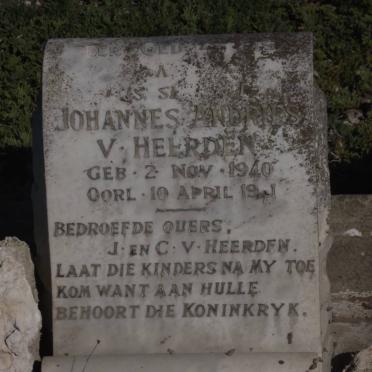 JOHANNES ANDRIES
V. HEERDEN
GEB. 2 NOV. 1940
OORL. 10 APRIL 1941
BEDROEFDE OUERS,
J. EN C. V. HEERDEN.
LAAT DIE KINDERS NA MY TOE
KOM WANT AAN HULLE
BEHOORT DIE KONINKRYK.